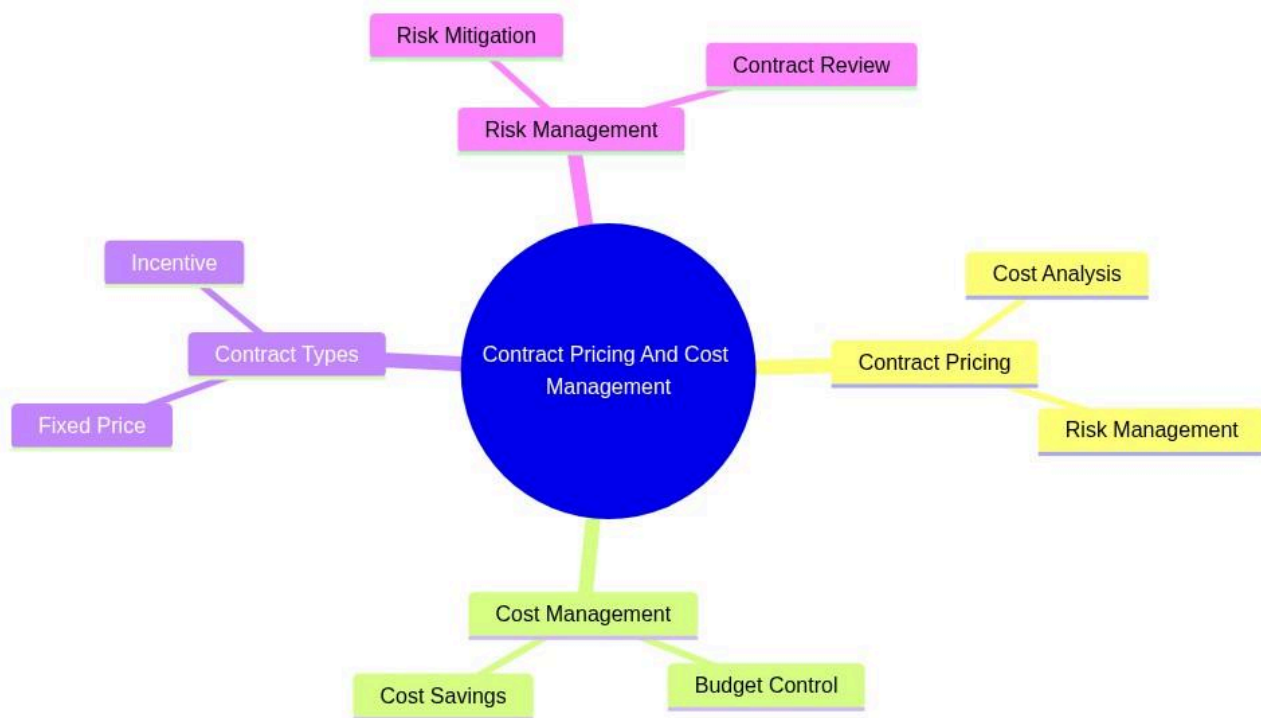 Risk Mitigation
Contract Review
Risk Management
Incentive
Contract Types
Fixed Price
Contract Pricing And Cost
Management
Cost Analysis
Contract Pricing
Risk Management
Cost Management
Cost Savings
Budget Control